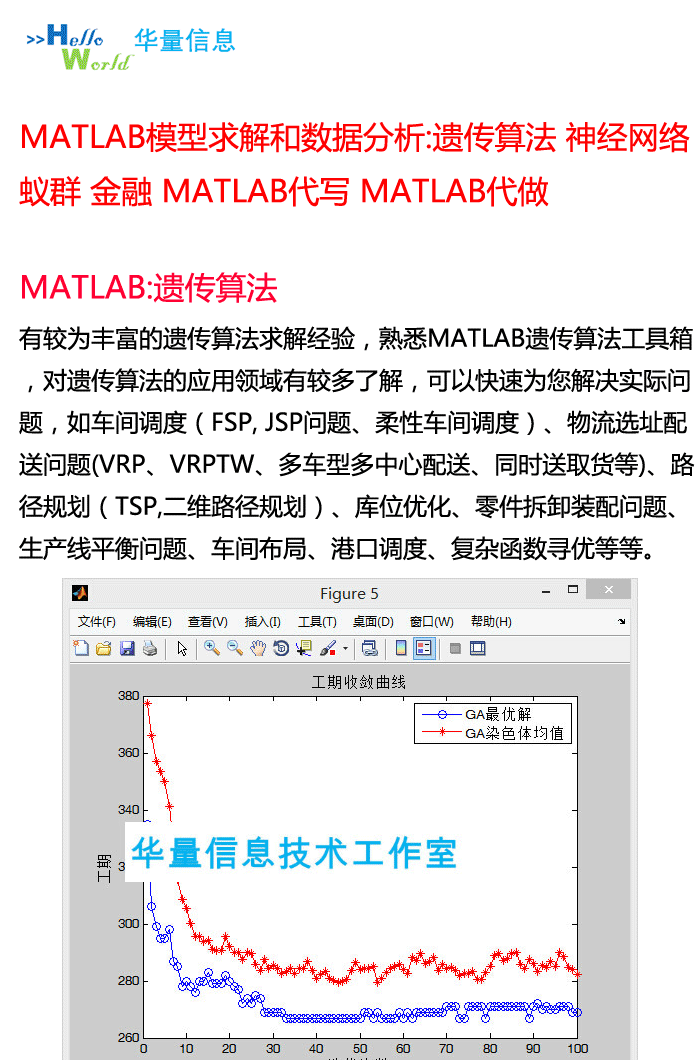 >>Hello World 华量信息
MATLAB模型求解和数据分析:遗传算法 神经网络
蚁群 金融 MATLAB代写 MATLAB代做
MATLAB:遗传算法
有较为丰富的遗传算法求解经验，熟悉MATLAB遗传算法工具箱
，对遗传算法的应用领域有较多了解，可以快速为您解决实际问
题，如车间调度（FSP, JSP问题、柔性车间调度）、物流选址配
送问题(VRP、VRPTW、多车型多中心配送、同时送取货等)、路
径规划（TSP,二维路径规划）、库位优化、零件拆卸装配问题、
生产线平衡问题、车间布局、港口调度、复杂函数寻优等等。
Figure 5
文件(F) 编辑(E) 查看(V) 插入(I) 工具(T) 桌面(D) 窗口(W) 帮助(H)
工期收敛曲线
GA最优解
GA染色体均值
380
360
340
华量信息技术工作室
工期
300
280
260
0 10 20 30 40 50 60 70 80 90 100